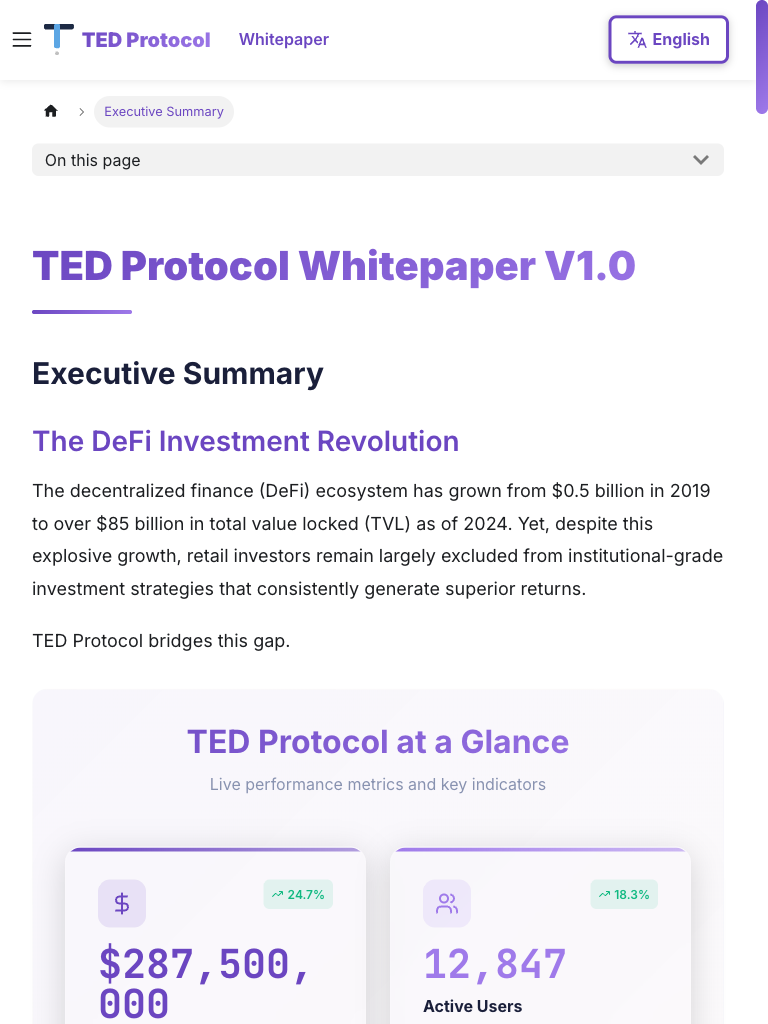 TED Protocol
Whitepaper
English
Executive Summary
On this page
TED Protocol Whitepaper V1.0
Executive Summary
The DeFi Investment Revolution
The decentralized finance (DeFi) ecosystem has grown from $0.5 billion in 2019
to over $85 billion in total value locked (TVL) as of 2024. Yet, despite this
explosive growth, retail investors remain largely excluded from institutional-grade
investment strategies that consistently generate superior returns.
TED Protocol bridges this gap.
TED Protocol at a Glance
Live performance metrics and key indicators
24.7%
$287,500,
000
18.3%
12,847
Active Users